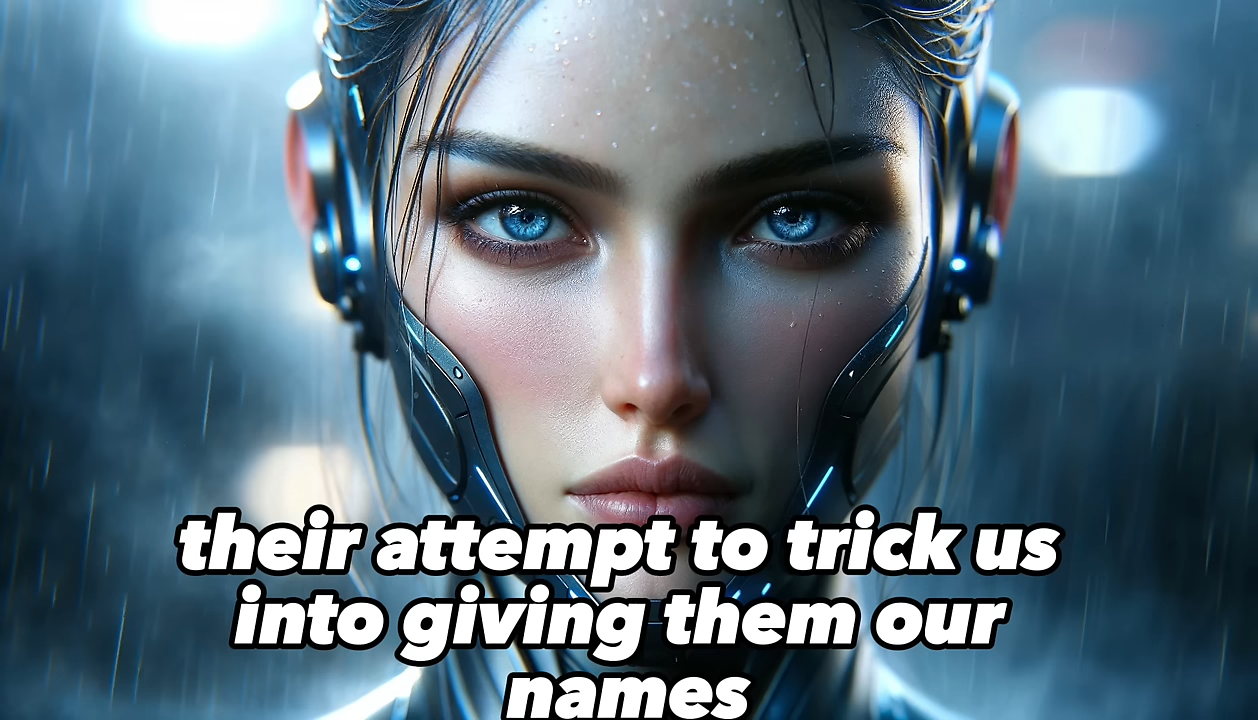 their attempt to trick us
into giving them our
names